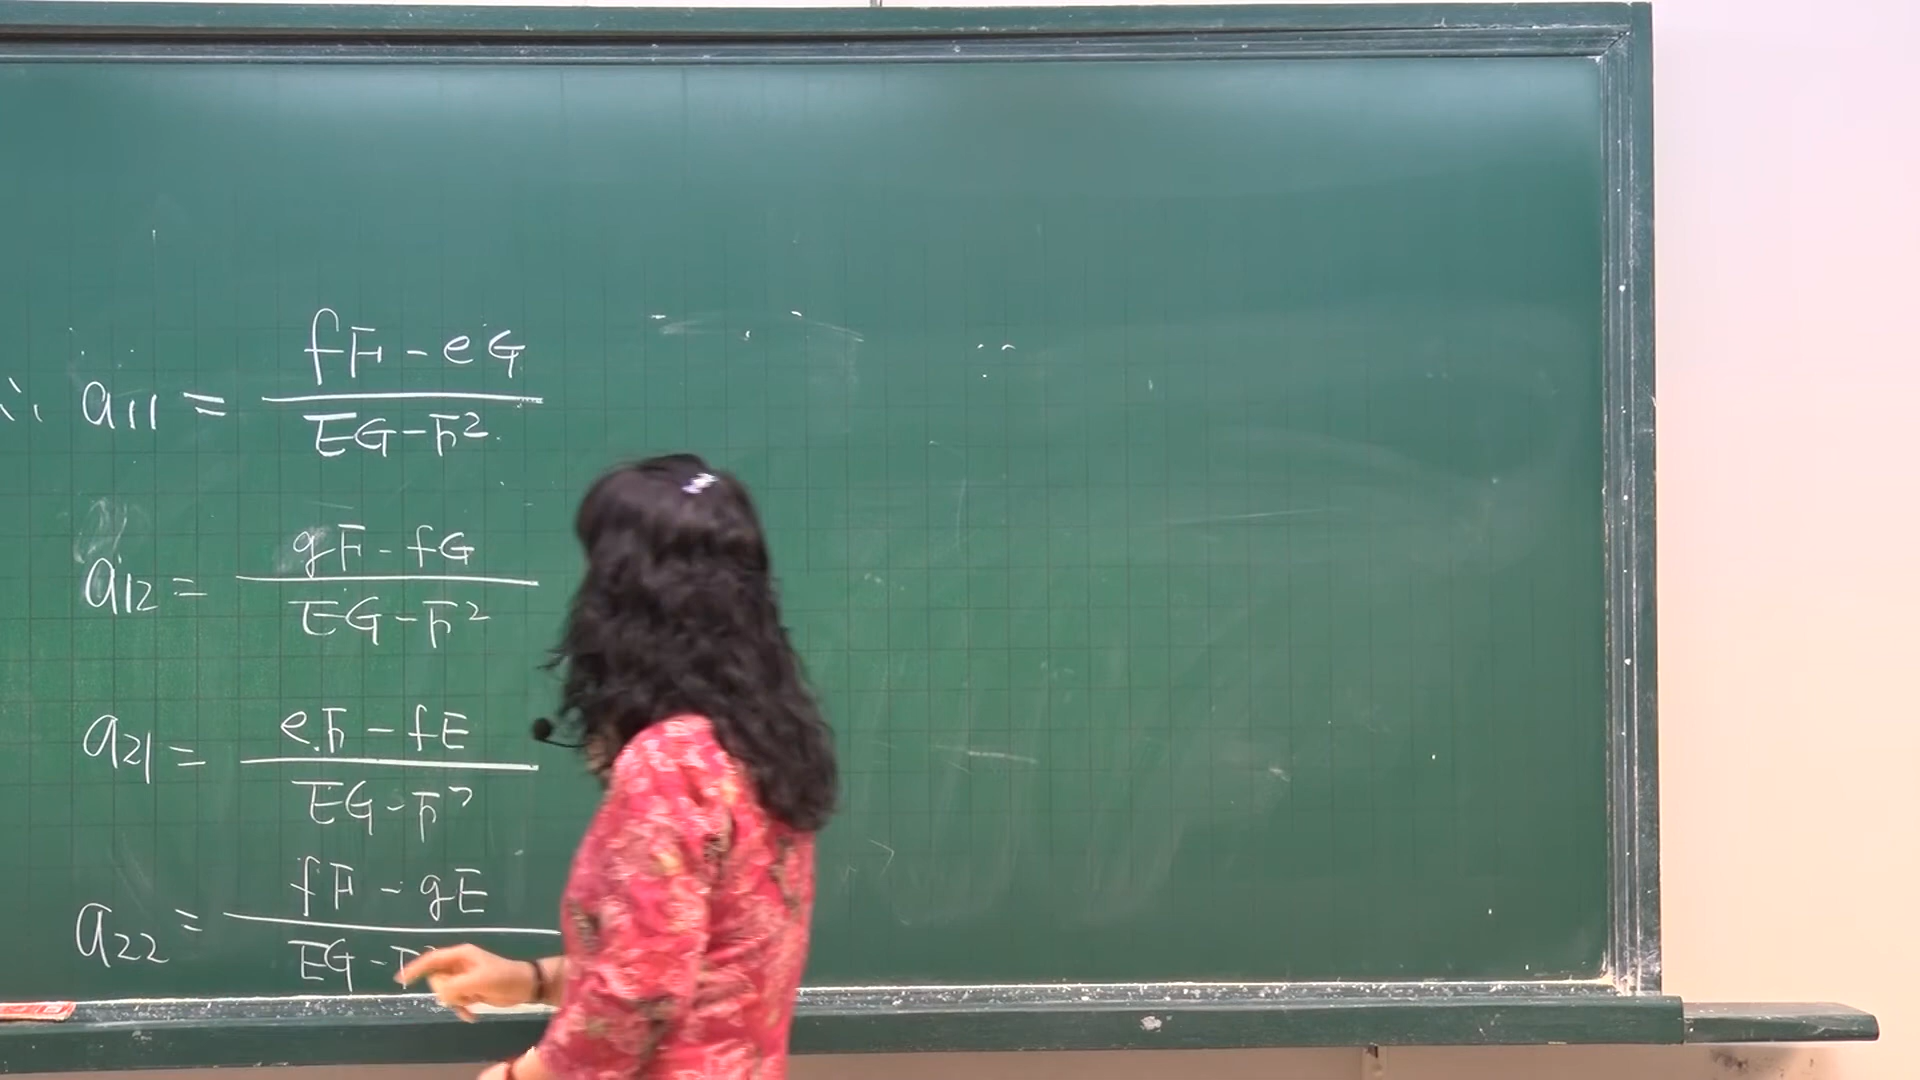 ∴ a₁₁ = (fF - eG) / (EG - F²)
a₁₂ = (gF - fG) / (EG - F²)
a₂₁ = (eF - fE) / (EG - F²)
a₂₂ = (fF - gE) / (EG - F²)